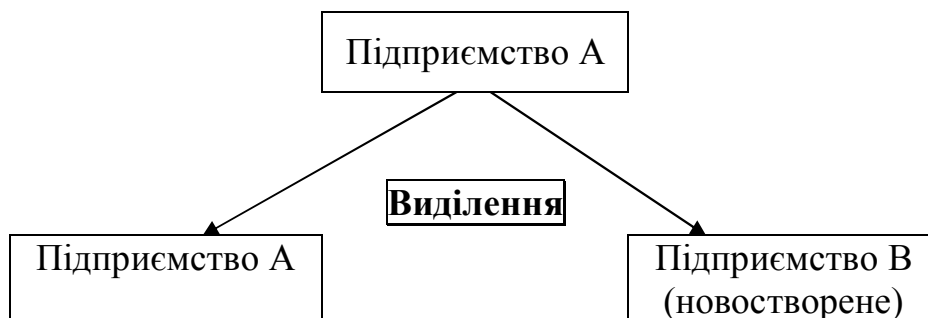 Підприємство А
Виділення
Підприємство А
Підприємство В
(новостворене)